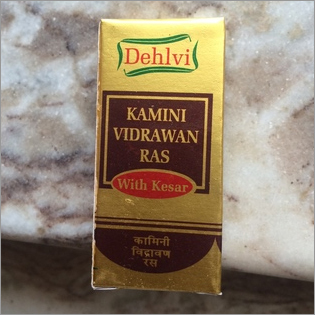 Dehlvi
KAMINI
VIDRAWAN
RAS
With Kesar
कामिनी
विद्रावण
रस